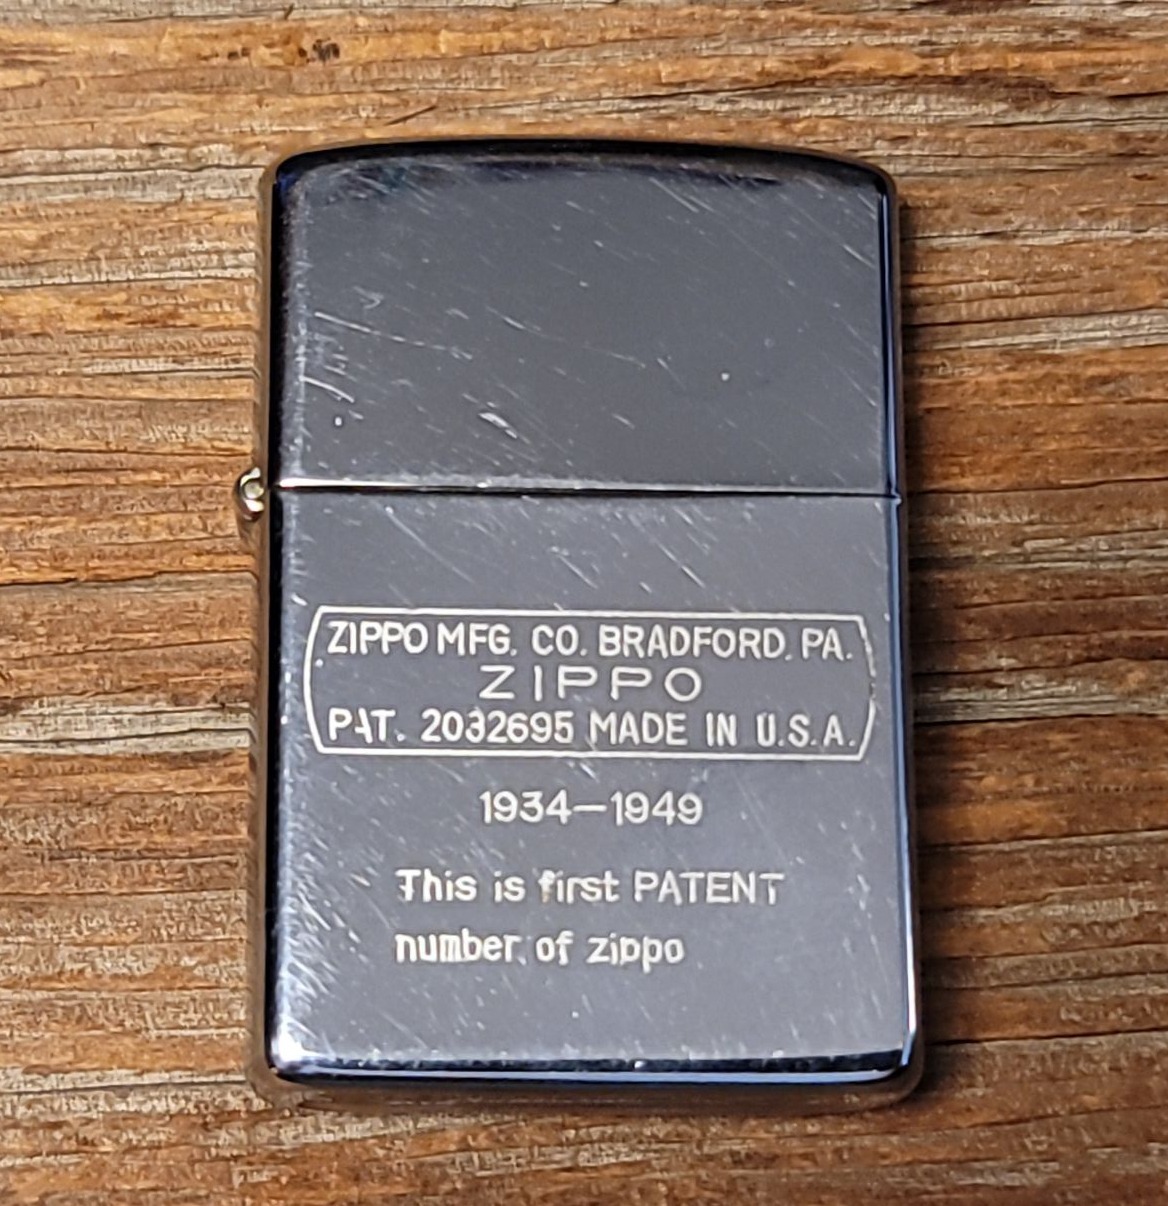 ZIPPO MFG. CO. BRADFORD. PA.
ZIPPO
PAT. 2032695 MADE IN U.S.A.
1934–1949
This is first PATENT
number of zippo